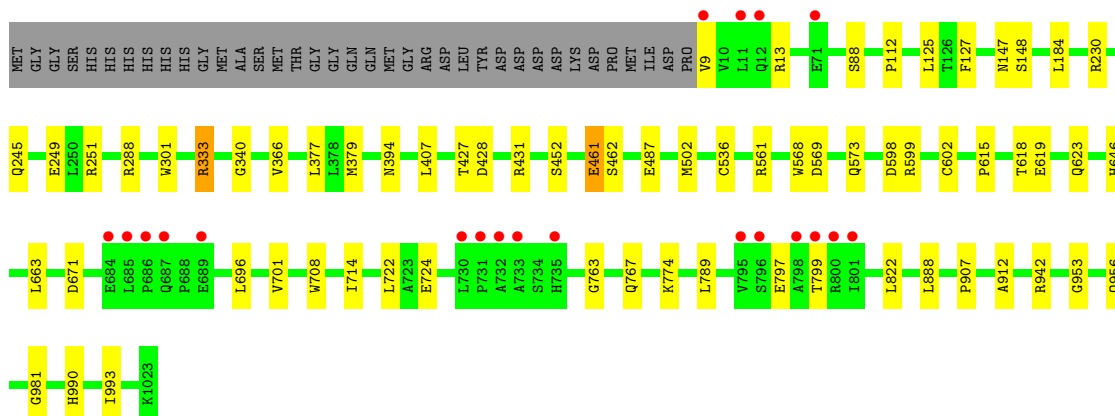 MET GLY GLY SER HIS HIS HIS HIS HIS HIS GLY MET ALA SER MET THR GLY GLY GLN GLN MET GLY ARG ASP LEU TYR ASP ASP ASP ASP LYS ASP PRO MET ILE ASP PRO V9 V10 L11 Q12 R13 E71 S88 P112 L125 T126 F127 N147 S148 L184 R230
Q245 E249 L250 R251 R288 W301 R333 G340 V366 L377 L378 M379 N394 L407 T427 D428 R431 S452 E461 S462 E487 M502 C536 R561 W568 D569 Q573 D598 R599 C602 P615 T618 E619 Q623
L663 D671 E684 L685 P686 Q687 P688 E689 L696 V701 W708 I714 L722 A723 E724 L730 P731 A732 A733 S734 H735 G763 Q767 K774 L789 V795 S796 E797 A798 T799 R800 I801 L822 L888 P907 A912 R942 G953
G981 H990 I993 K1023